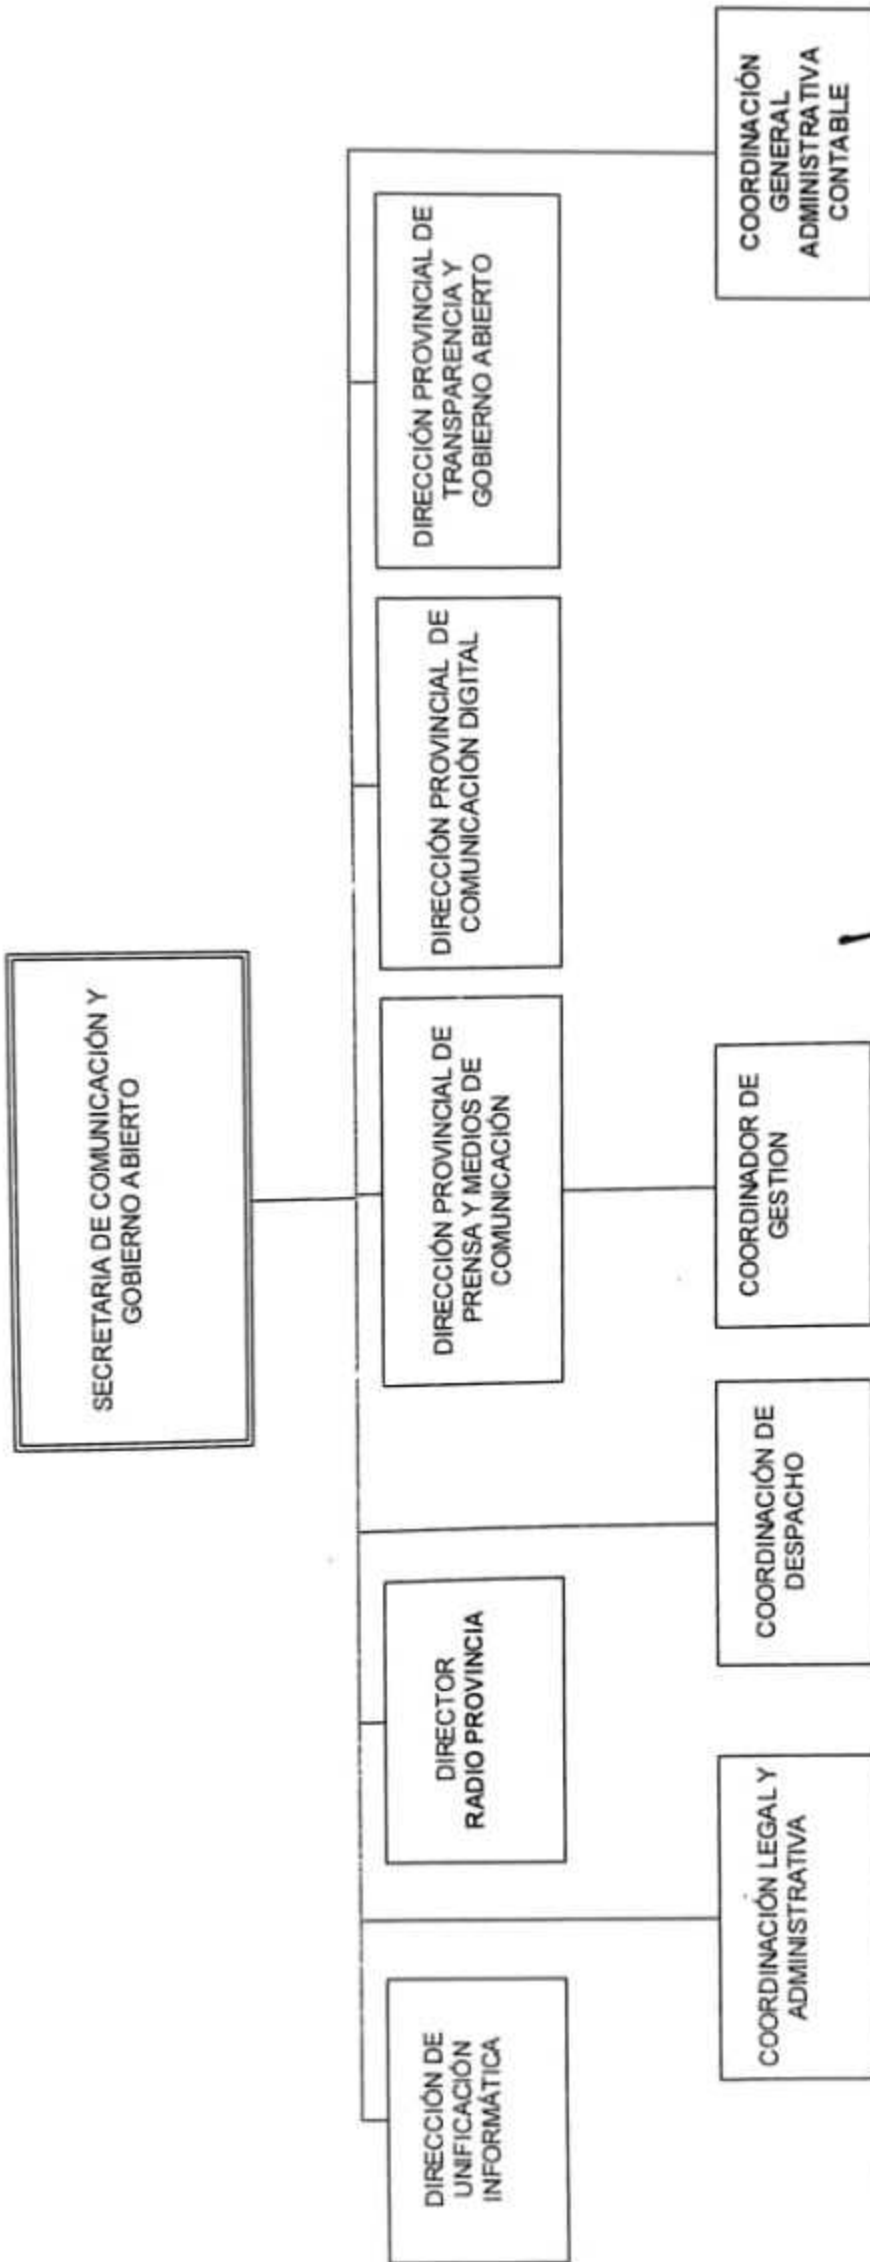 SECRETARIA DE COMUNICACIÓN Y
GOBIERNO ABIERTO
DIRECCIÓN DE
UNIFICACIÓN
INFORMÁTICA
DIRECTOR
RADIO PROVINCIA
DIRECCIÓN PROVINCIAL DE
PRENSA Y MEDIOS DE
COMUNICACIÓN
DIRECCIÓN PROVINCIAL DE
COMUNICACIÓN DIGITAL
DIRECCIÓN PROVINCIAL DE
TRANSPARENCIA Y
GOBIERNO ABIERTO
COORDINACIÓN LEGAL Y
ADMINISTRATIVA
COORDINACIÓN DE
DESPACHO
COORDINADOR DE
GESTION
COORDINACIÓN
GENERAL
ADMINISTRATIVA
CONTABLE